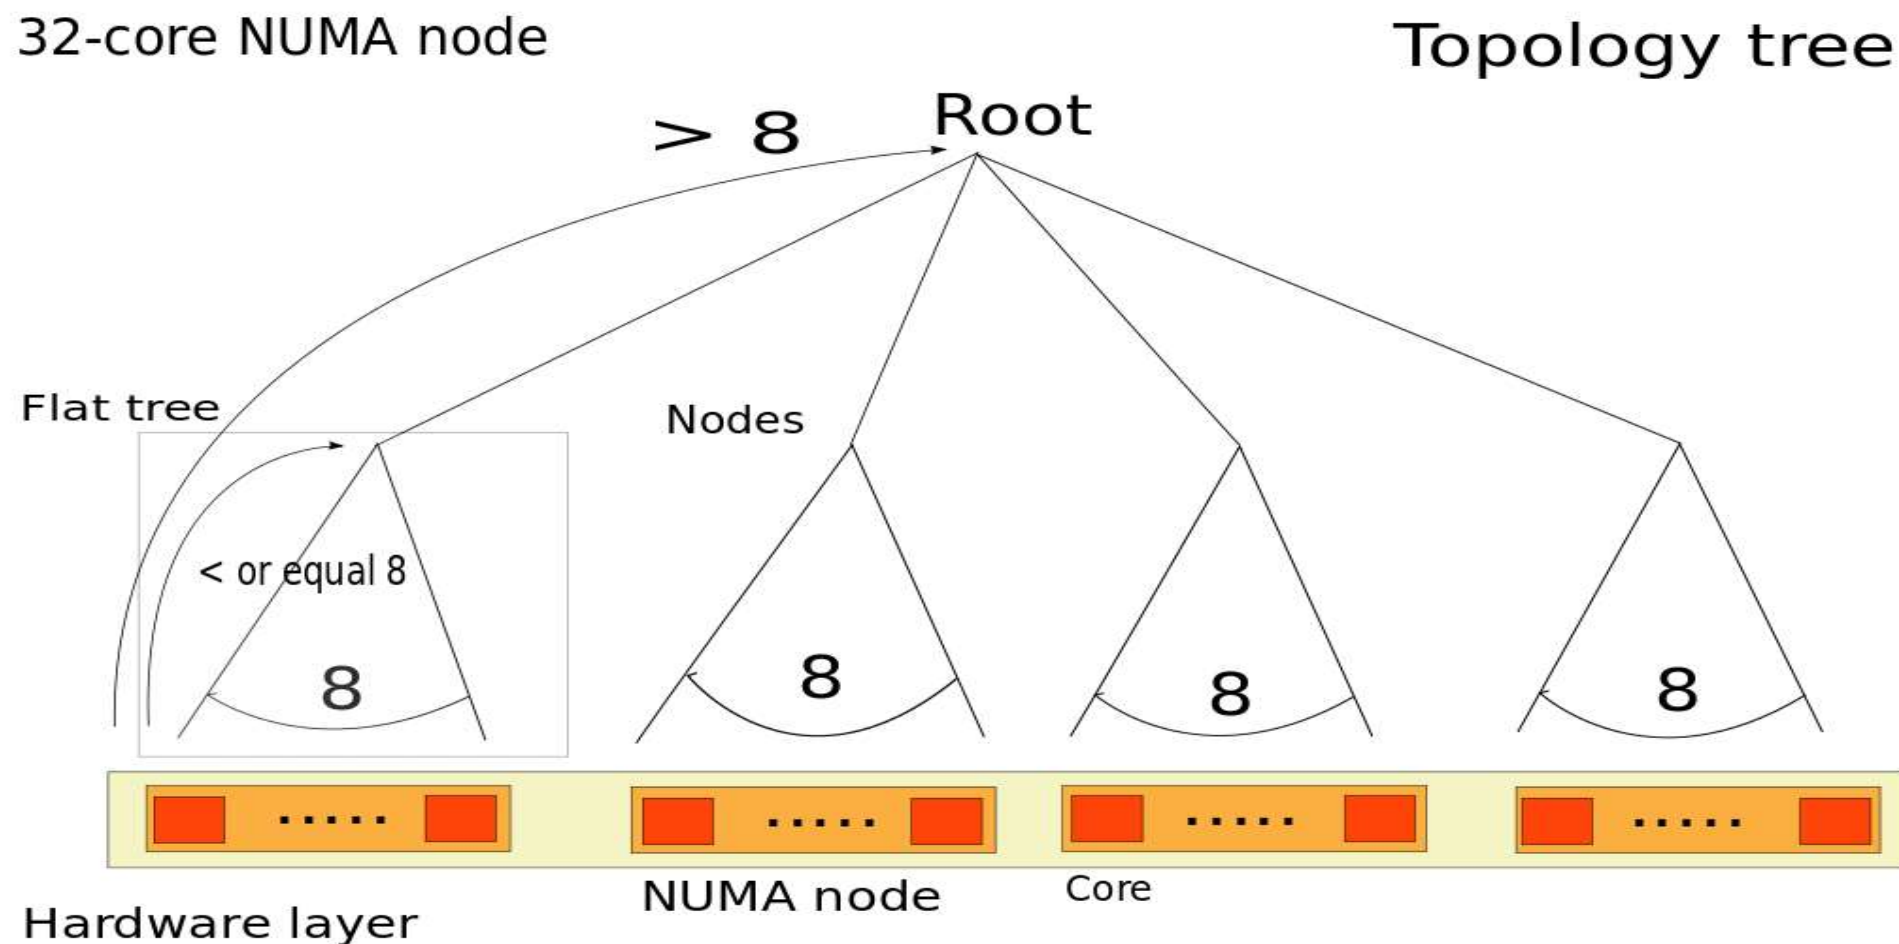 32-core NUMA node
Topology tree
Root
> 8
Flat tree
Nodes
< or equal 8
8
8
8
8
NUMA node
Core
Hardware layer